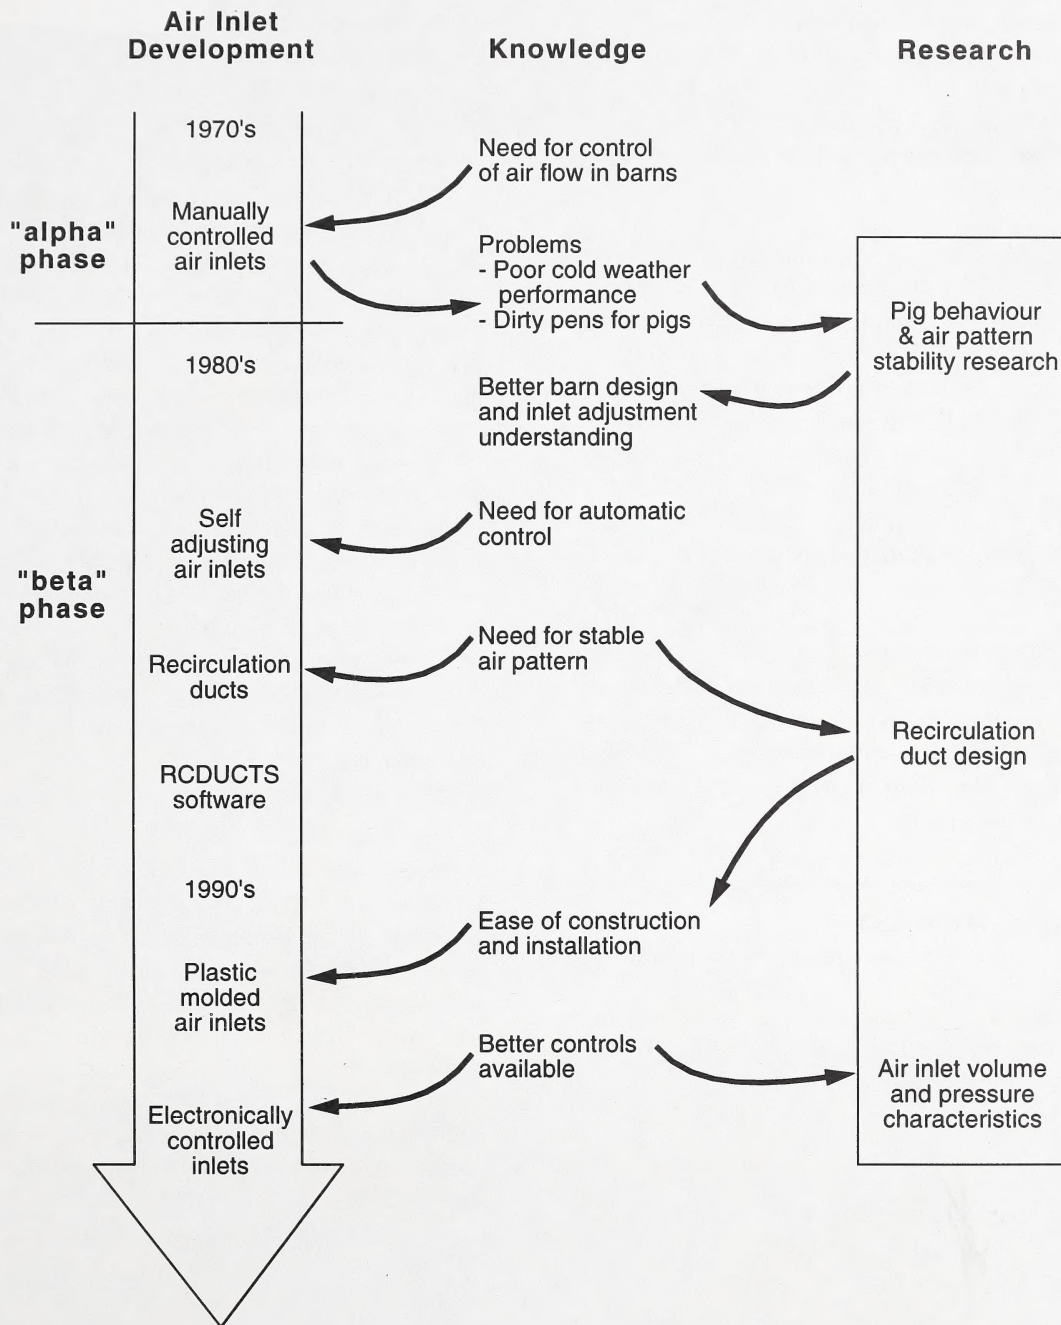 Air Inlet
Development
Knowledge
Research
1970's
Need for control
of air flow in barns
"alpha"
phase
Manually
controlled
air inlets
Problems
- Poor cold weather
performance
- Dirty pens for pigs
Pig behaviour
& air pattern
stability research
1980's
Better barn design
and inlet adjustment
understanding
Self
adjusting
air inlets
Need for automatic
control
"beta"
phase
Recirculation
ducts
Need for stable
air pattern
Recirculation
duct design
RCDUCTS
software
1990's
Ease of construction
and installation
Plastic
molded
air inlets
Better controls
available
Air inlet volume
and pressure
characteristics
Electronically
controlled
inlets